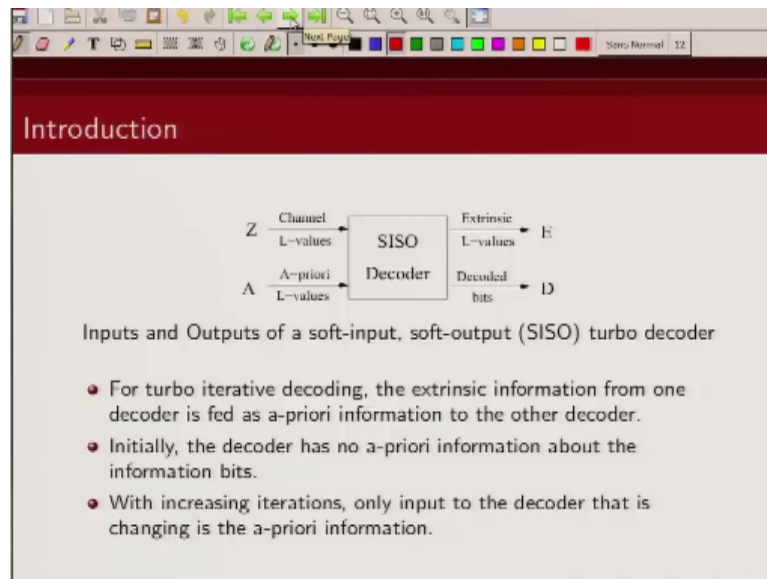 T
Next Page
Sans Normal 12
Introduction
Z
Channel
L-values
A
A-priori
L-values
SISO
Decoder
Extrinsic
L-values
E
Decoded
bits
D
Inputs and Outputs of a soft-input, soft-output (SISO) turbo decoder
For turbo iterative decoding, the extrinsic information from one
decoder is fed as a-priori information to the other decoder.
Initially, the decoder has no a-priori information about the
information bits.
With increasing iterations, only input to the decoder that is
changing is the a-priori information.